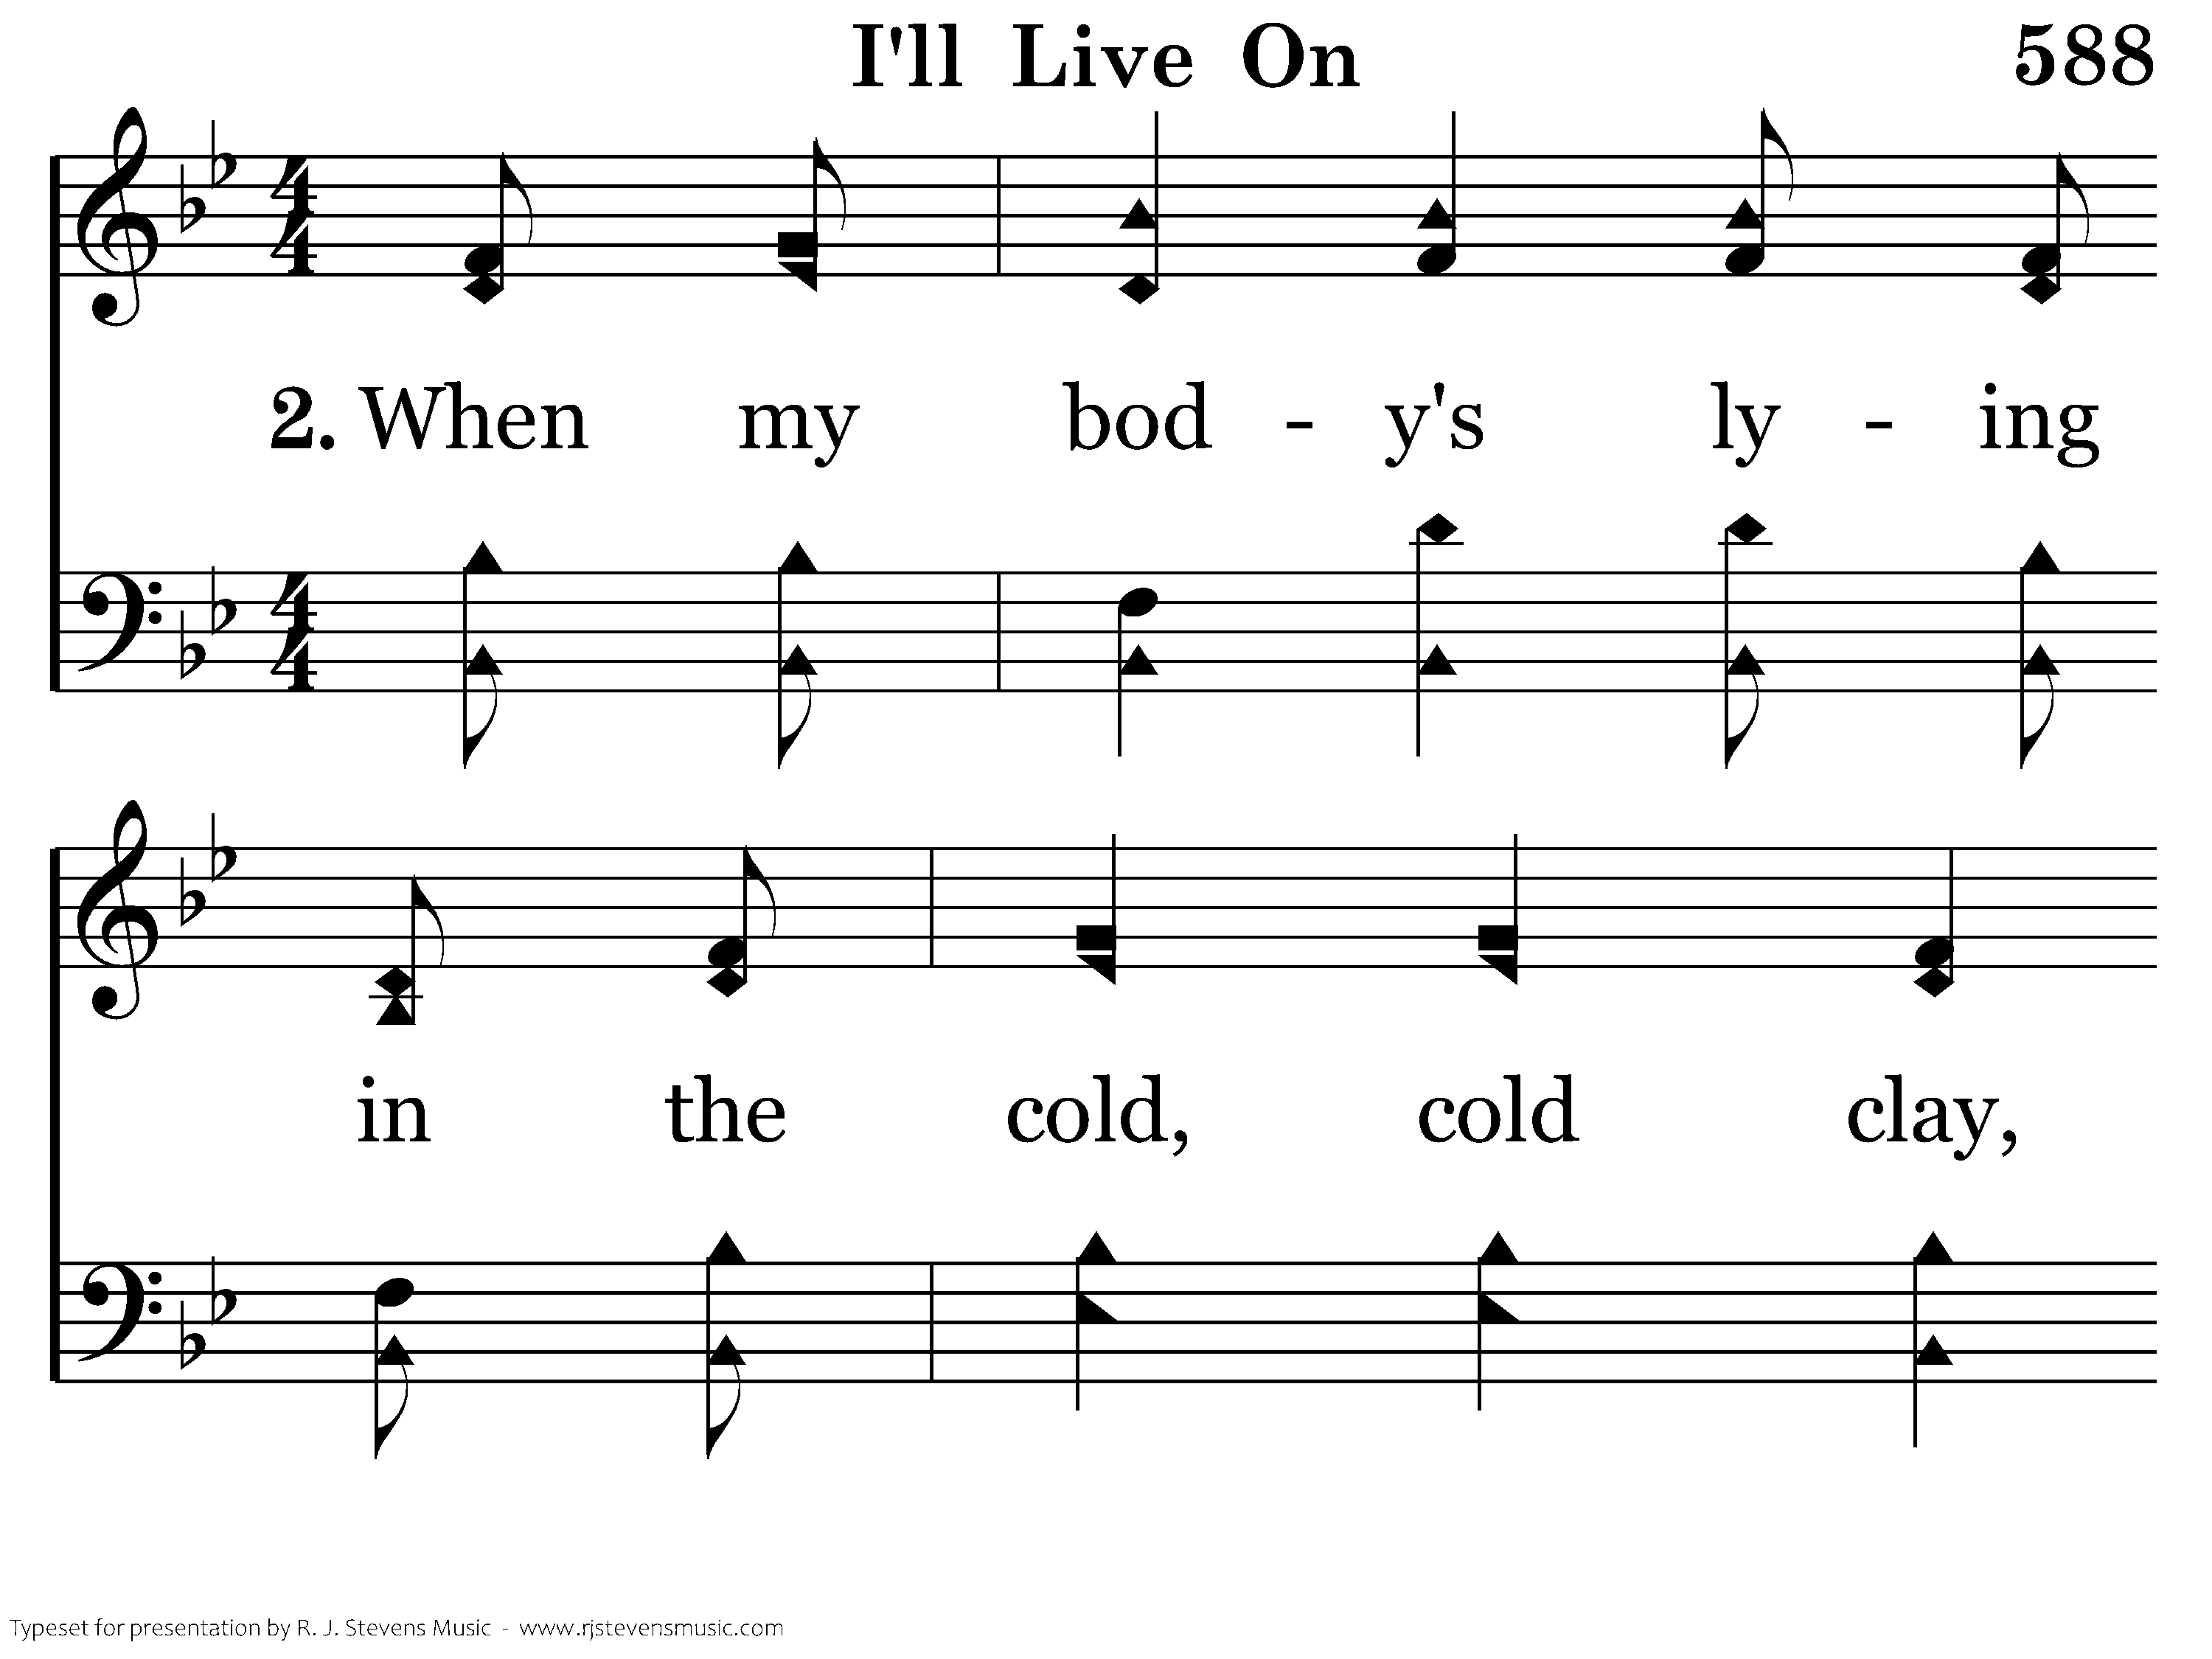 I'll Live On 588
2. When my bod - y's ly - ing
in the cold, cold clay,
Typeset for presentation by R. J. Stevens Music - www.rjstevensmusic.com